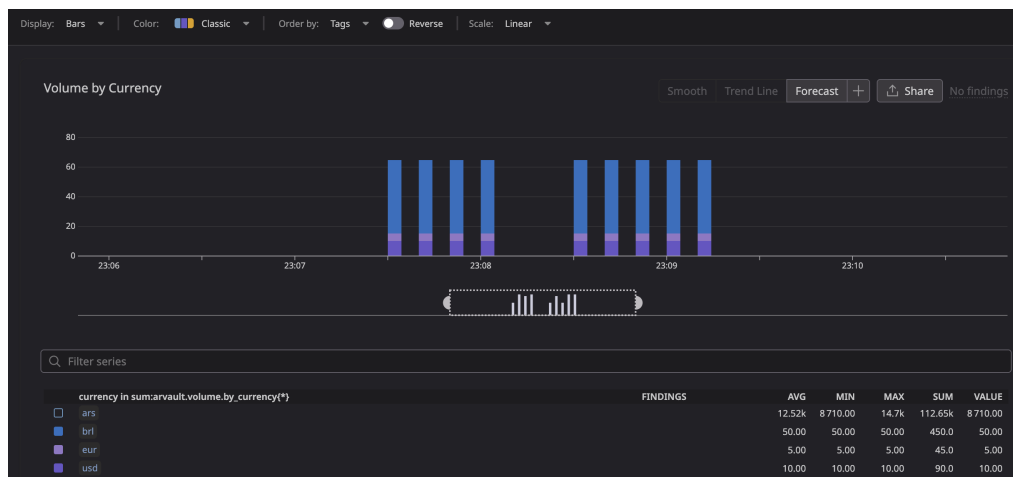 Display: Bars Color: Classic Order by: Tags Reverse Scale: Linear
Volume by Currency
Smooth Trend Line Forecast + Share No findings
80
60
40
20
0
23:06 23:07 23:08 23:09 23:10
Filter series
currency in sum:arvault.volume.by_currency{*} FINDINGS AVG MIN MAX SUM VALUE
ars 12.52k 8710.00 14.7k 112.65k 8710.00
brl 50.00 50.00 50.00 450.0 50.00
eur 5.00 5.00 5.00 45.0 5.00
usd 10.00 10.00 10.00 90.0 10.00